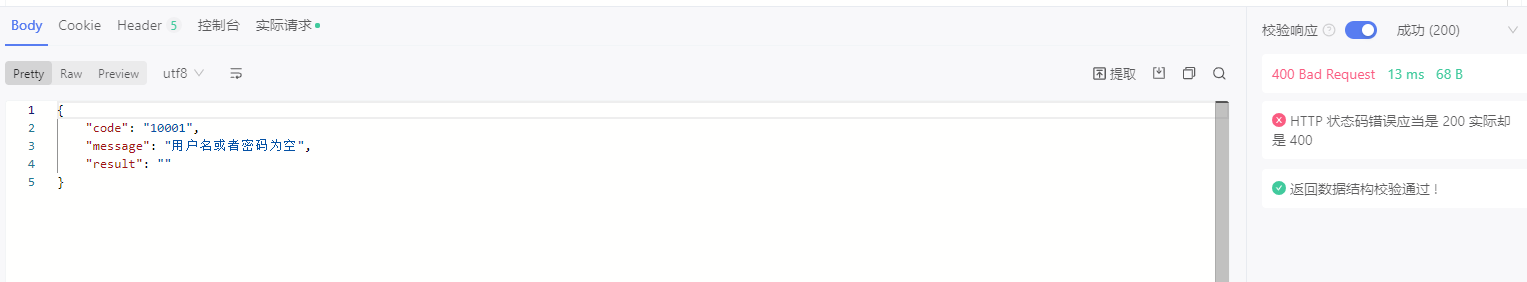 Body Cookie Header 5 控制台 实际请求
校验响应 成功 (200)
Pretty Raw Preview utf8
提取
400 Bad Request 13 ms 68 B
1 {
2 "code": "10001",
3 "message": "用户名或者密码为空",
4 "result": ""
5 }
HTTP 状态码错误应当是 200 实际却
是 400
返回数据结构校验通过 !